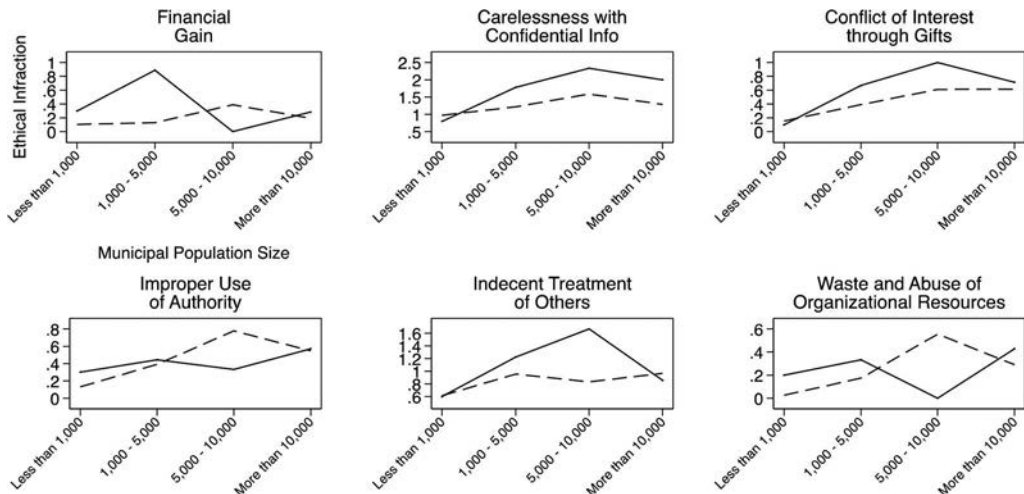 Financial
Gain
Carelessness with
Confidential Info
Conflict of Interest
through Gifts
Ethical Infraction
1
.8
.6
.4
.2
0
2.5
2
1.5
1
.5
1
.8
.6
.4
.2
0
Less than 1,000
1,000 - 5,000
5,000 - 10,000
More than 10,000
Less than 1,000
1,000 - 5,000
5,000 - 10,000
More than 10,000
Less than 1,000
1,000 - 5,000
5,000 - 10,000
More than 10,000
Municipal Population Size
Improper Use
of Authority
Indecent Treatment
of Others
Waste and Abuse of
Organizational Resources
.8
.6
.4
.2
0
1.6
1.4
1.2
1
.8
.6
.6
.4
.2
0
Less than 1,000
1,000 - 5,000
5,000 - 10,000
More than 10,000
Less than 1,000
1,000 - 5,000
5,000 - 10,000
More than 10,000
Less than 1,000
1,000 - 5,000
5,000 - 10,000
More than 10,000